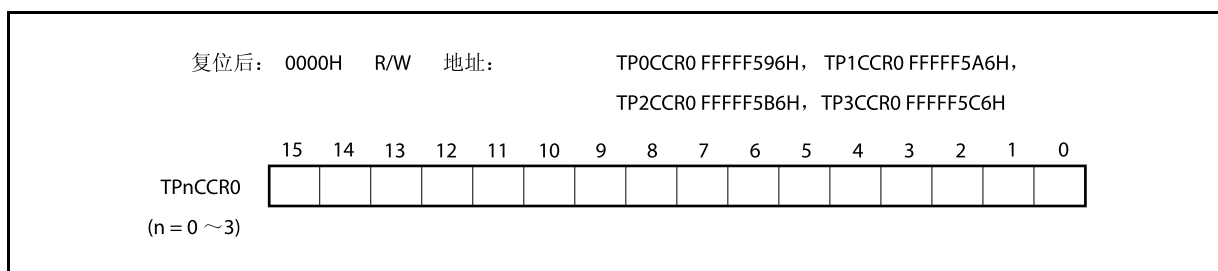 复位后： 0000H R/W 地址： TP0CCR0 FFFFF596H， TP1CCR0 FFFFF5A6H，
TP2CCR0 FFFFF5B6H， TP3CCR0 FFFFF5C6H
15 14 13 12 11 10 9 8 7 6 5 4 3 2 1 0
TPnCCR0
(n = 0 ～3)